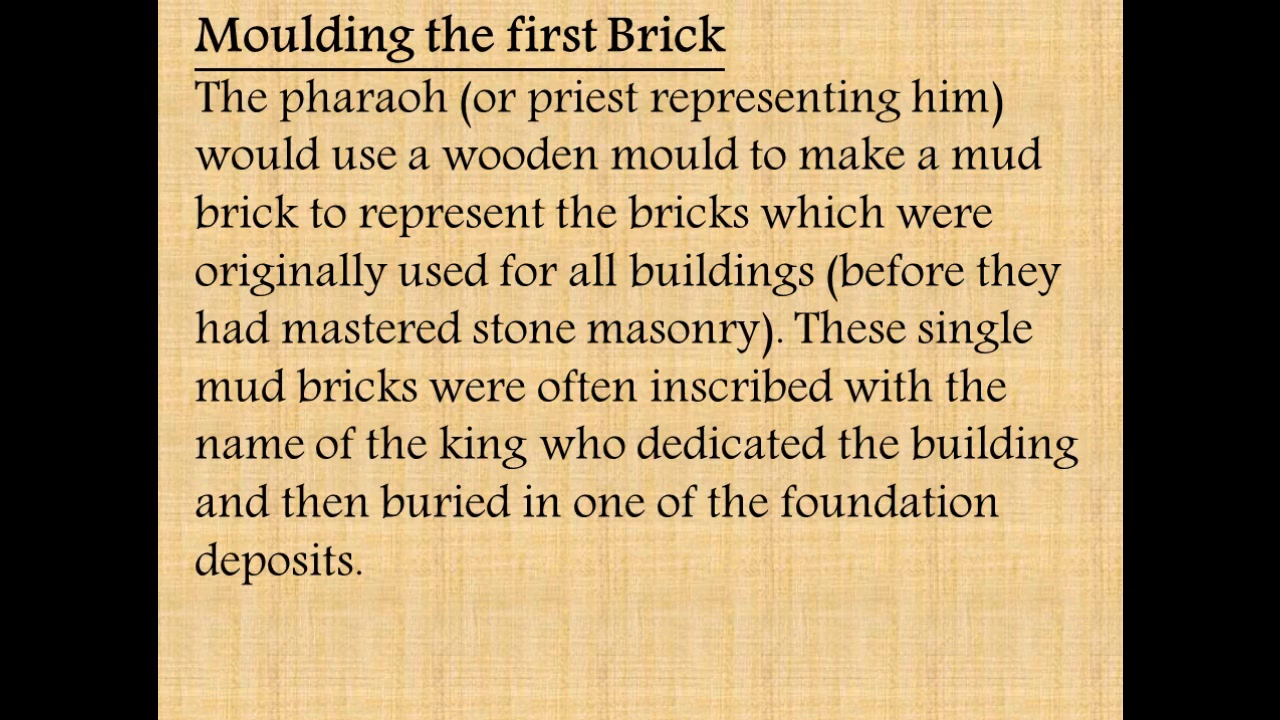 Moulding the first Brick
The pharaoh (or priest representing him)
would use a wooden mould to make a mud
brick to represent the bricks which were
originally used for all buildings (before they
had mastered stone masonry). These single
mud bricks were often inscribed with the
name of the king who dedicated the building
and then buried in one of the foundation
deposits.